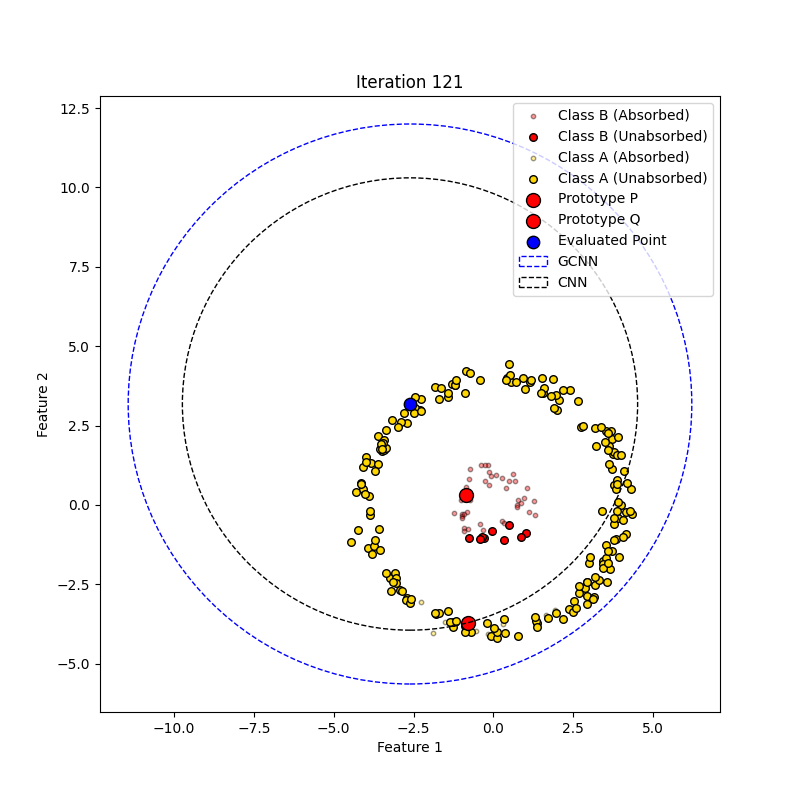 Iteration 121
Class B (Absorbed)
Class B (Unabsorbed)
Class A (Absorbed)
Class A (Unabsorbed)
Prototype P
Prototype Q
Evaluated Point
GCNN
CNN
12.5
10.0
7.5
5.0
2.5
0.0
−2.5
−5.0
Feature 2
−10.0 −7.5 −5.0 −2.5 0.0 2.5 5.0
Feature 1